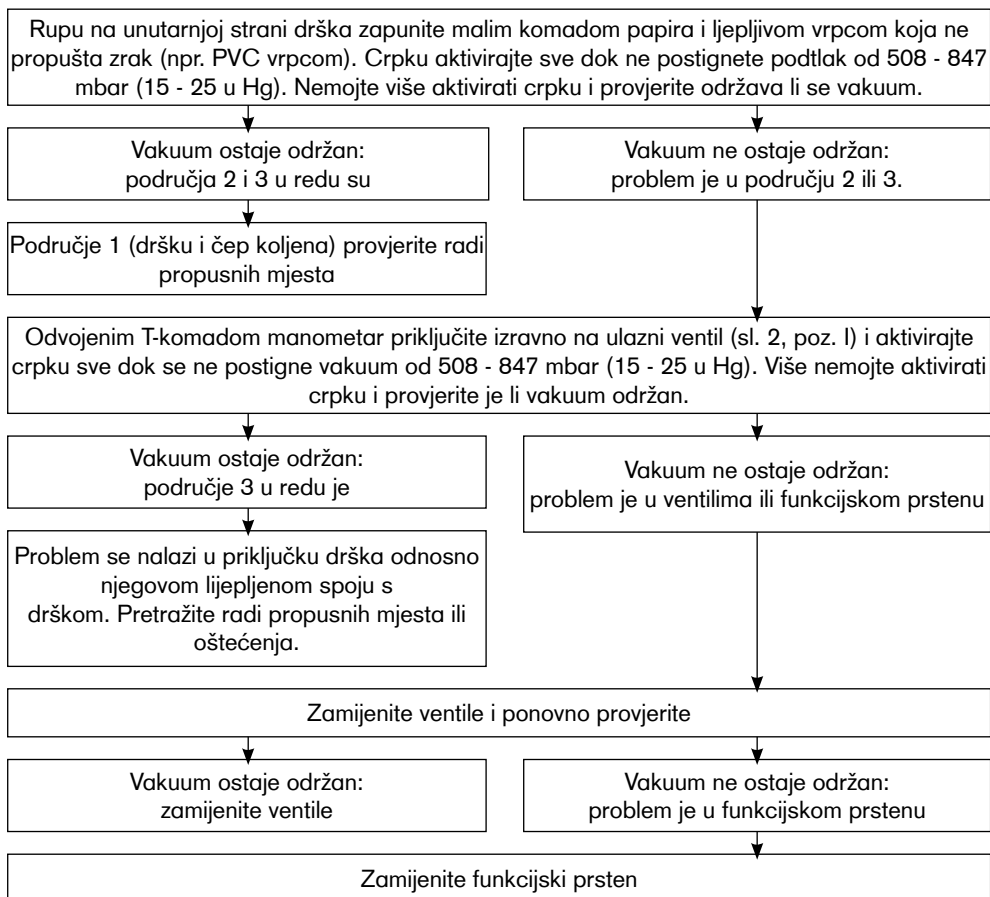 Rupu na unutarnjoj strani drška zapunite malim komadom papira i ljepljivom vrpcom koja ne
propušta zrak (npr. PVC vrpcom). Crpku aktivirajte sve dok ne postignete podtlak od 508 - 847
mbar (15 - 25 u Hg). Nemojte više aktivirati crpku i provjerite održava li se vakuum.
Vakuum ostaje održan:
područja 2 i 3 u redu su
Vakuum ne ostaje održan:
problem je u području 2 ili 3.
Područje 1 (dršku i čep koljena) provjerite radi
propusnih mjesta
Odvojenim T-komadom manometar priključite izravno na ulazni ventil (sl. 2, poz. I) i aktivirajte
crpku sve dok se ne postigne vakuum od 508 - 847 mbar (15 - 25 u Hg). Više nemojte aktivirati
crpku i provjerite je li vakuum održan.
Vakuum ostaje održan:
područje 3 u redu je
Vakuum ne ostaje održan:
problem je u ventilima ili funkcijskom prstenu
Problem se nalazi u priključku drška odnosno
njegovom lijepljenom spoju s
drškom. Pretražite radi propusnih mjesta ili
oštećenja.
Zamijenite ventile i ponovno provjerite
Vakuum ostaje održan:
zamijenite ventile
Vakuum ne ostaje održan:
problem je u funkcijskom prstenu
Zamijenite funkcijski prsten